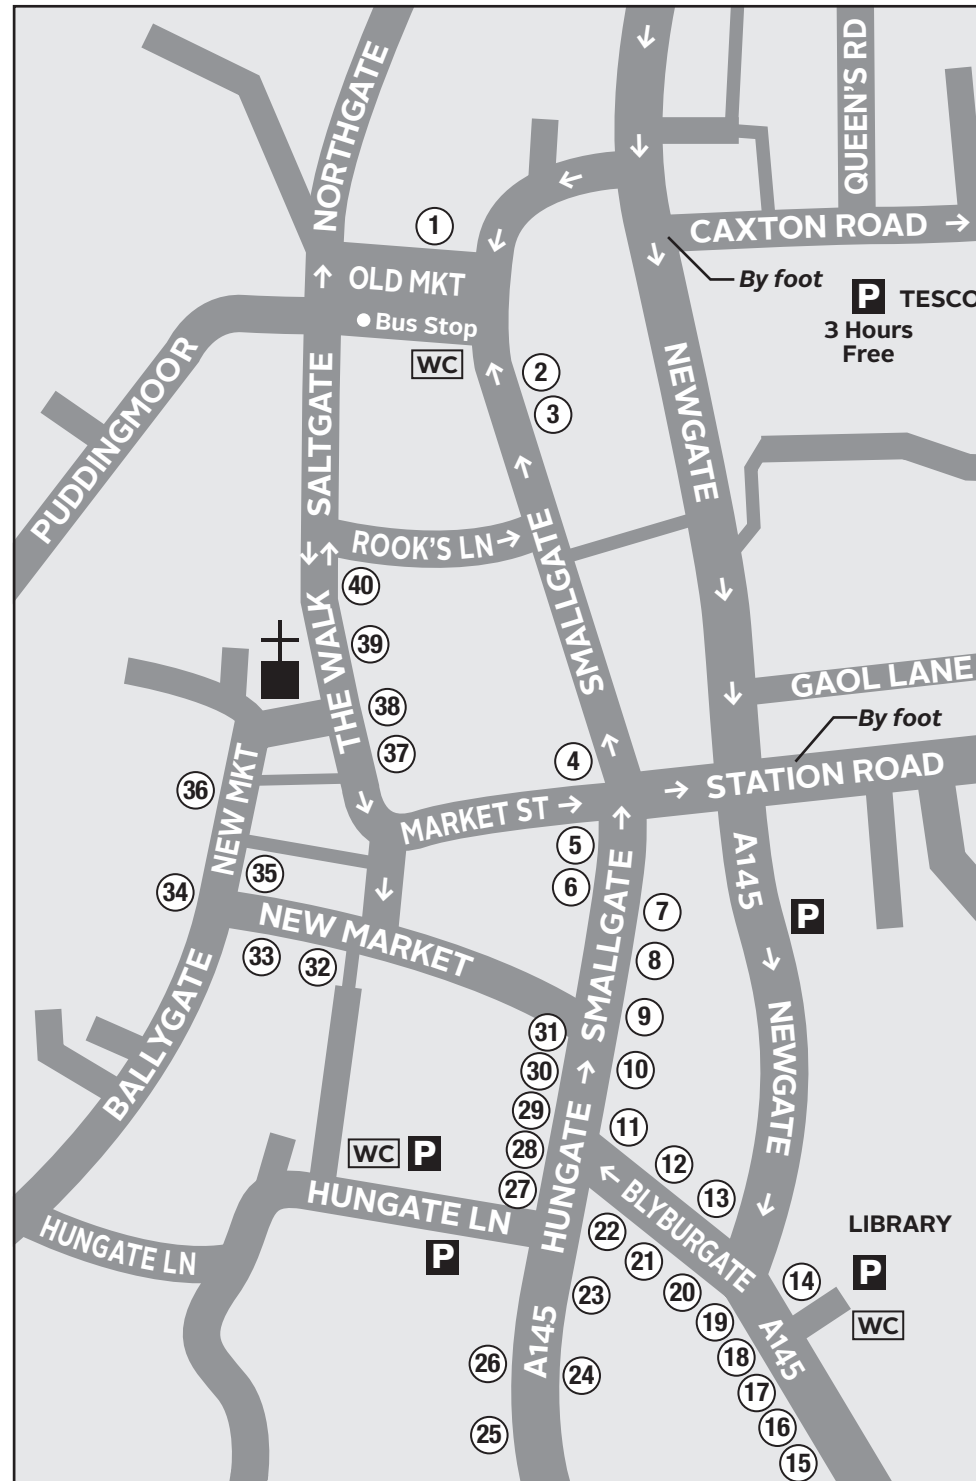 NORTHGATE
QUEEN'S RD
1
CAXTON ROAD
OLD MKT
By foot
P TESCO
3 Hours
Free
Bus Stop
WC
2
3
NEWGATE
SALTGATE
PUDDINGMOOR
ROOK'S LN
SMALLGATE
40
THE WALK
39
GAOL LANE
38
By foot
37
4
36
STATION ROAD
NEW MKT
MARKET ST
5
A145
35
6
34
SMALLGATE
7
P
NEW MARKET
33
32
8
BALLYGATE
9
31
NEWGATE
30
10
29
HUNGATE
11
28
WC P
12
27
13
HUNGATE LN
BLYBURGATE
22
LIBRARY
HUNGATE LN
P
21
14
P
20
23
19
WC
A145
A145
18
26
24
17
16
25
15